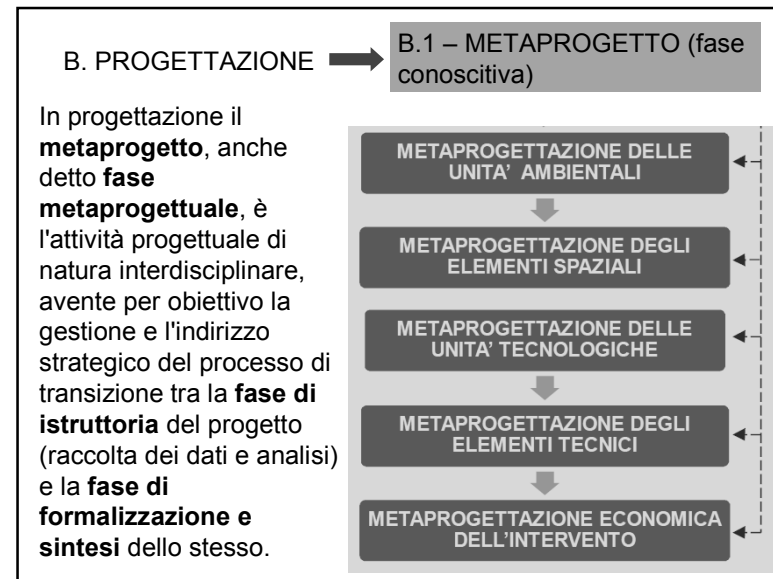 B. PROGETTAZIONE
B.1 – METAPROGETTO (fase
conoscitiva)
In progettazione il
metaprogetto, anche
detto fase
metaprogettuale, è
l'attività progettuale di
natura interdisciplinare,
avente per obiettivo la
gestione e l'indirizzo
strategico del processo di
transizione tra la fase di
istruttoria del progetto
(raccolta dei dati e analisi)
e la fase di
formalizzazione e
sintesi dello stesso.
METAPROGETTAZIONE DELLE
UNITA’ AMBIENTALI
METAPROGETTAZIONE DEGLI
ELEMENTI SPAZIALI
METAPROGETTAZIONE DELLE
UNITA’ TECNOLOGICHE
METAPROGETTAZIONE DEGLI
ELEMENTI TECNICI
METAPROGETTAZIONE ECONOMICA
DELL’INTERVENTO